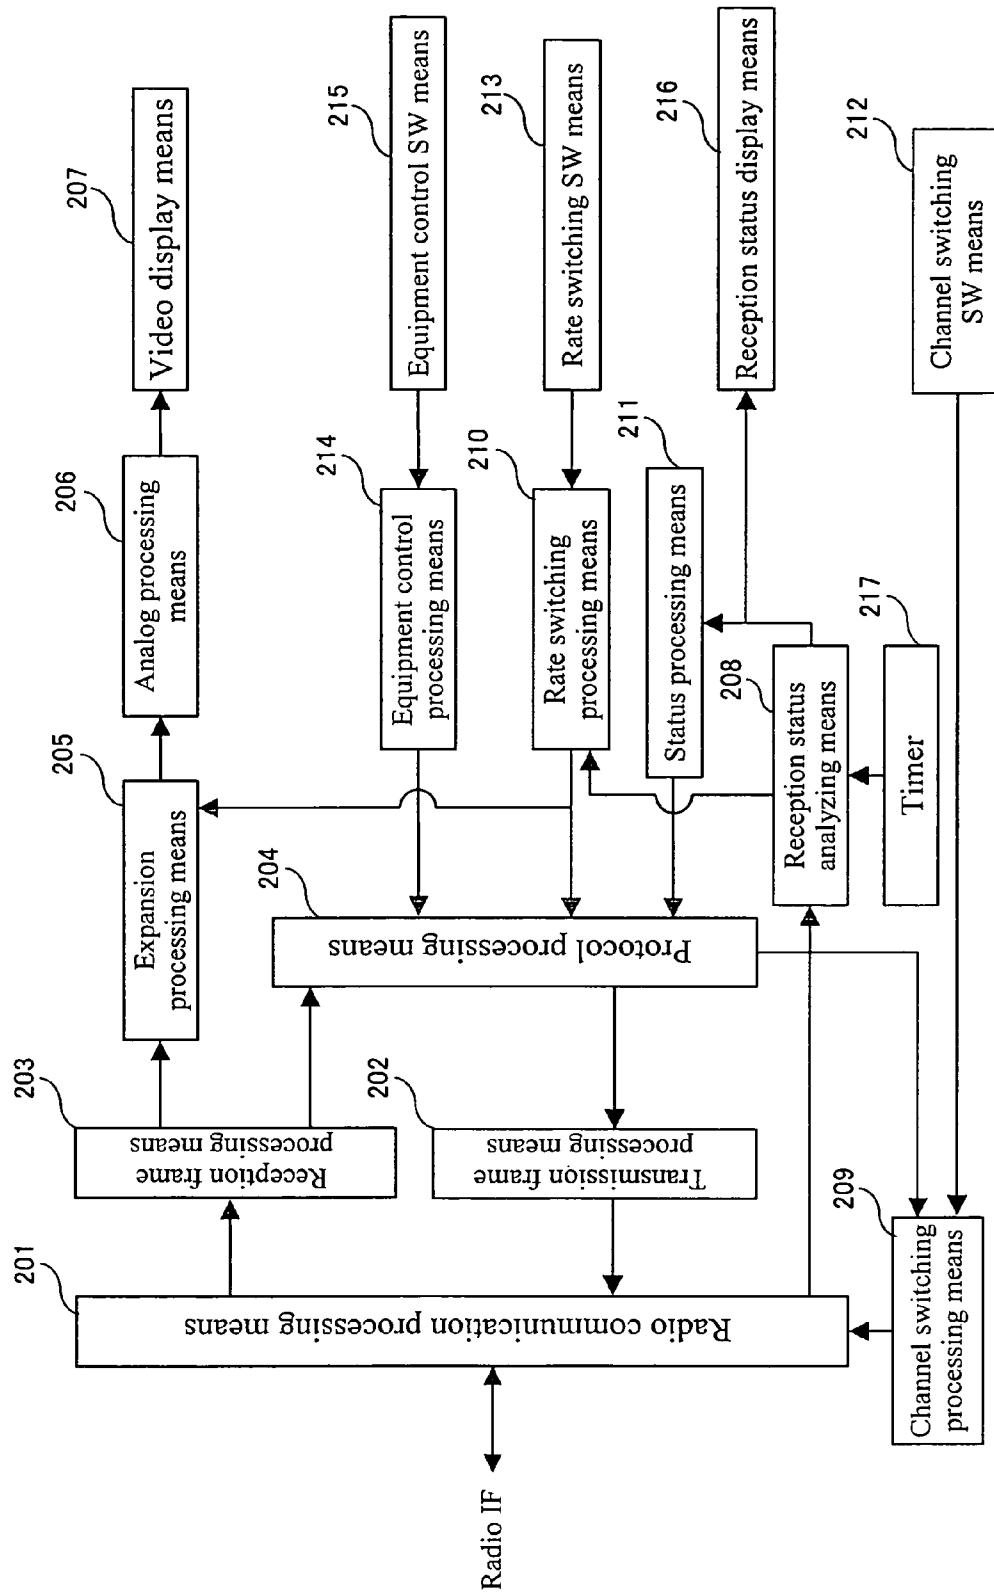 Radio IF
201
Radio communication processing means
203
Reception frame
processing means
202
Transmission frame
processing means
204
Protocol processing means
205
Expansion
processing means
206
Analog processing
means
207
Video display means
214
Equipment control
processing means
215
Equipment control SW means
210
Rate switching
processing means
213
Rate switching SW means
211
Status processing means
216
Reception status display means
208
Reception status
analyzing means
217
Timer
209
Channel switching
processing means
212
Channel switching
SW means